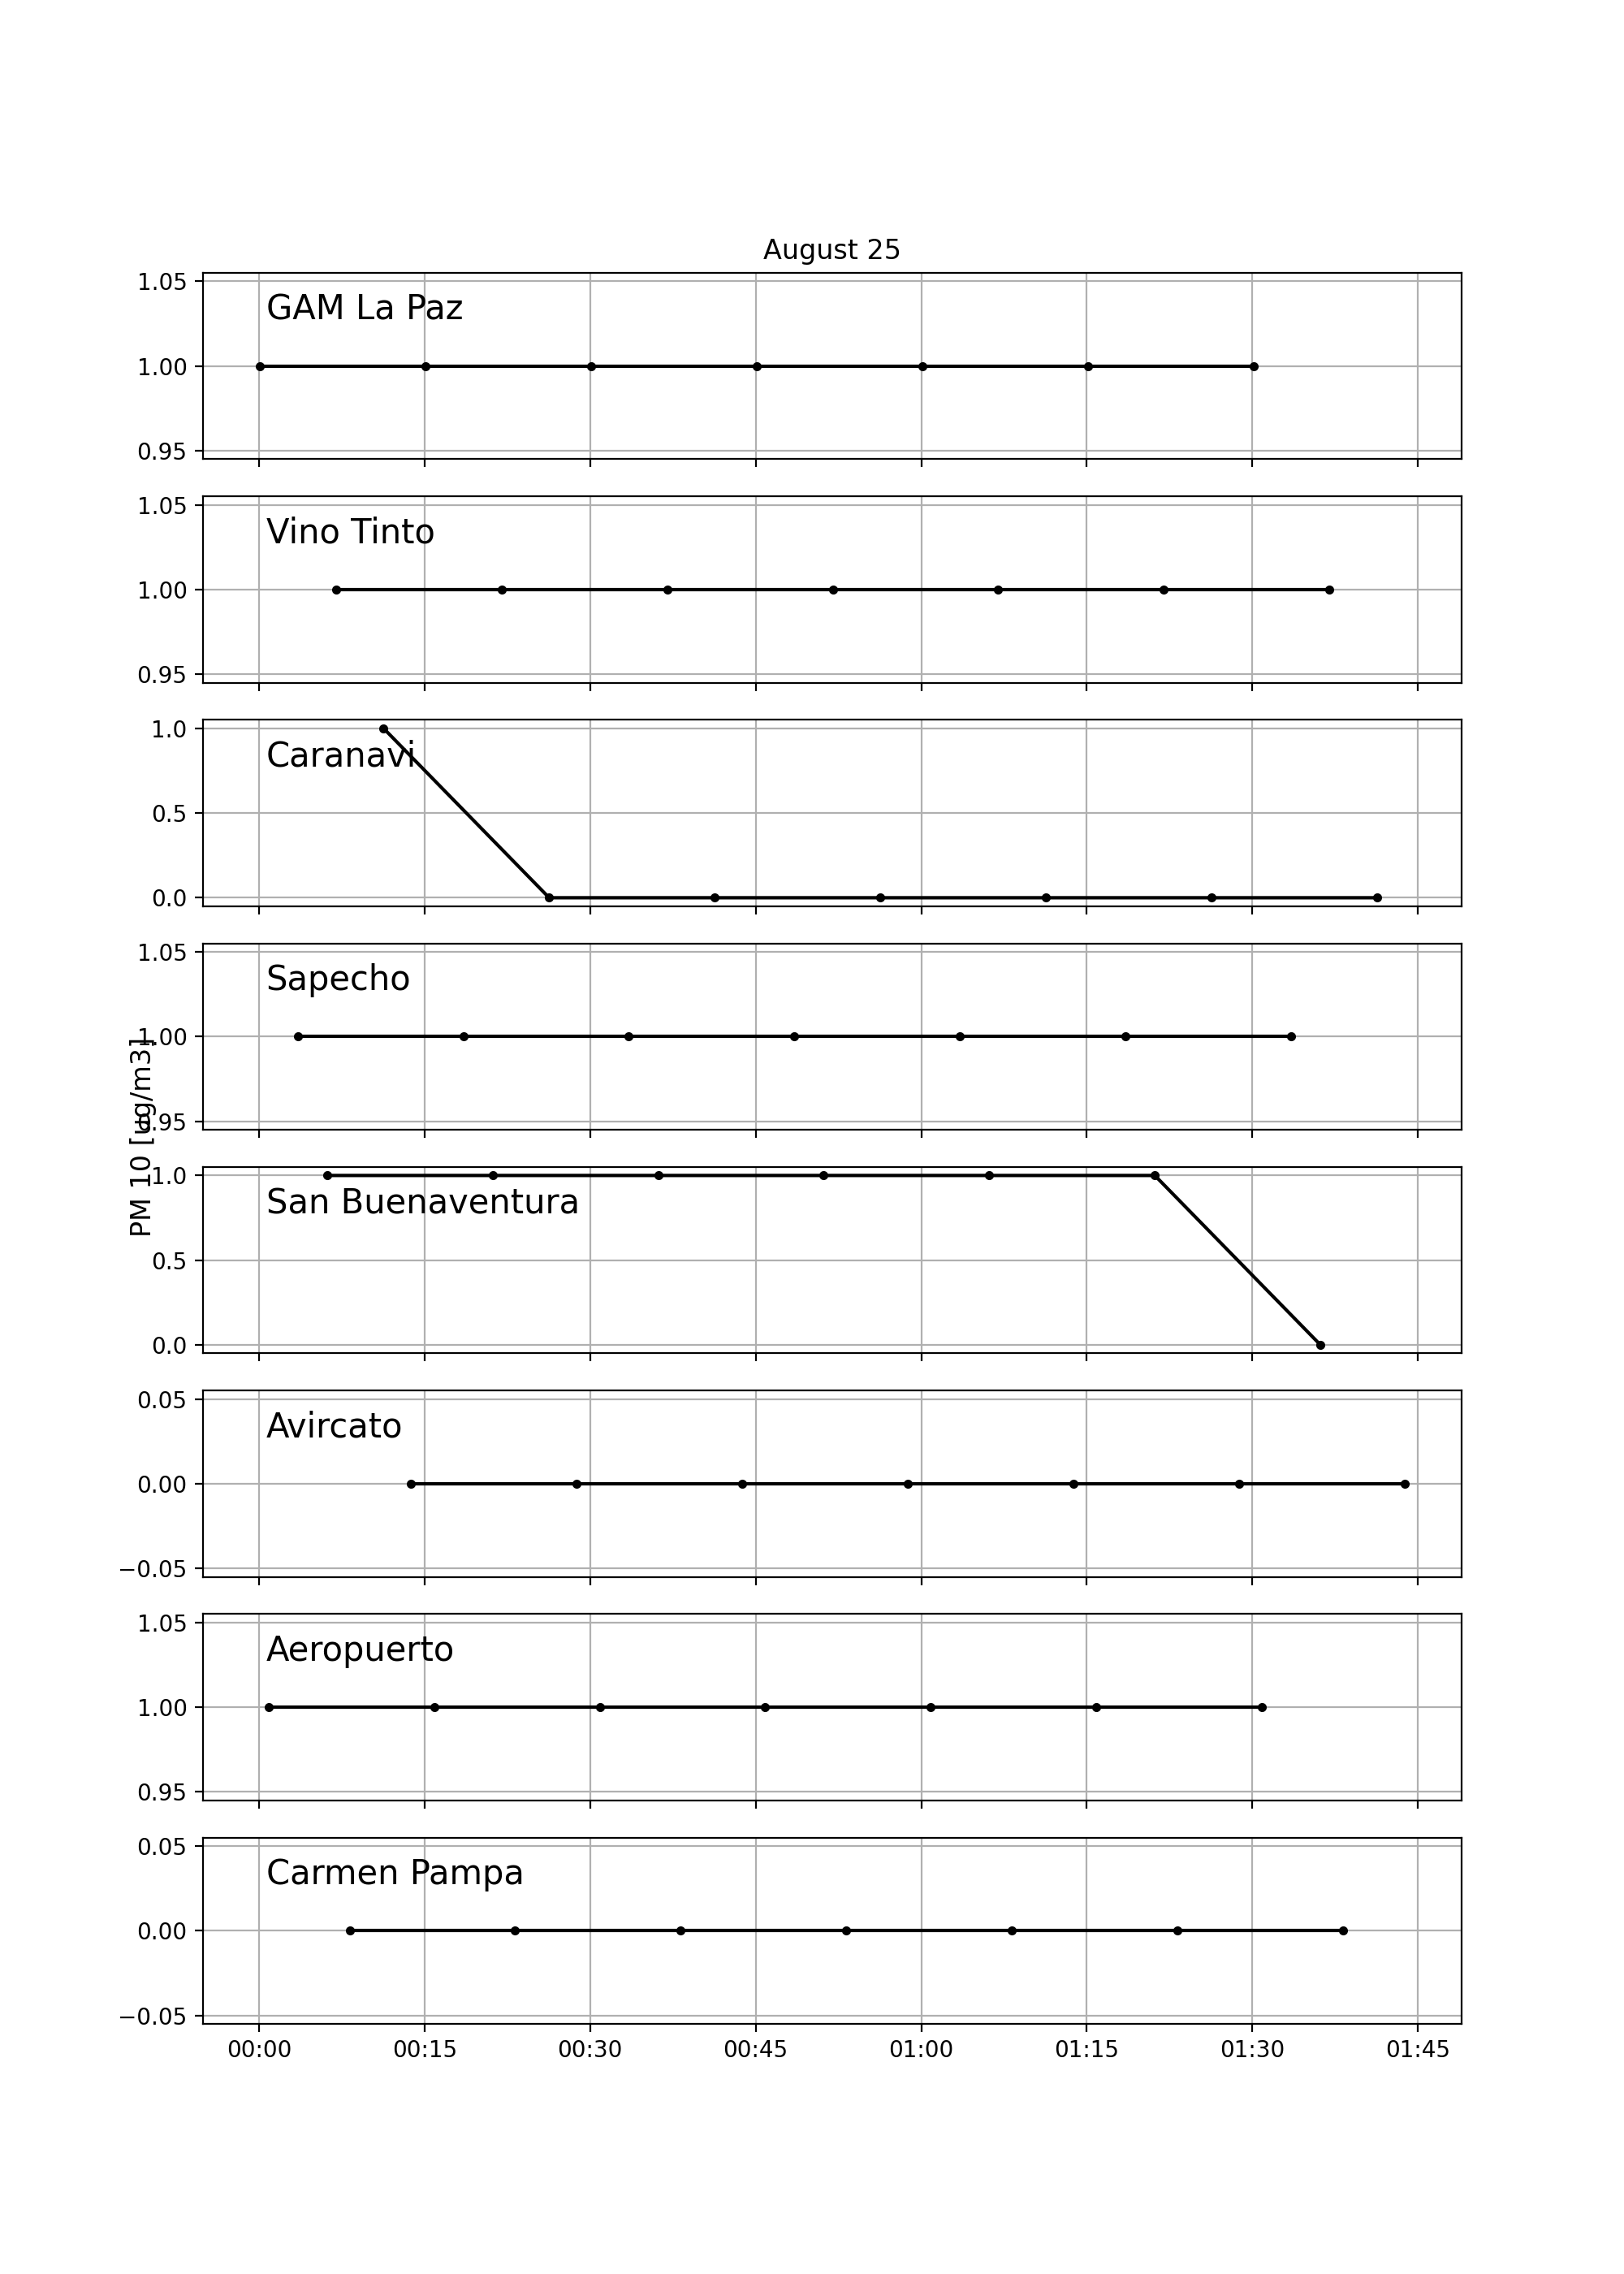 August 25
1.05
GAM La Paz
1.00
0.95
1.05
Vino Tinto
1.00
0.95
1.0
Caranavi
0.5
0.0
1.05
Sapecho
1.00
0.95
PM 10 [ug/m3]
1.0
San Buenaventura
0.5
0.0
0.05
Avircato
0.00
−0.05
1.05
Aeropuerto
1.00
0.95
0.05
Carmen Pampa
0.00
−0.05
00:00 00:15 00:30 00:45 01:00 01:15 01:30 01:45